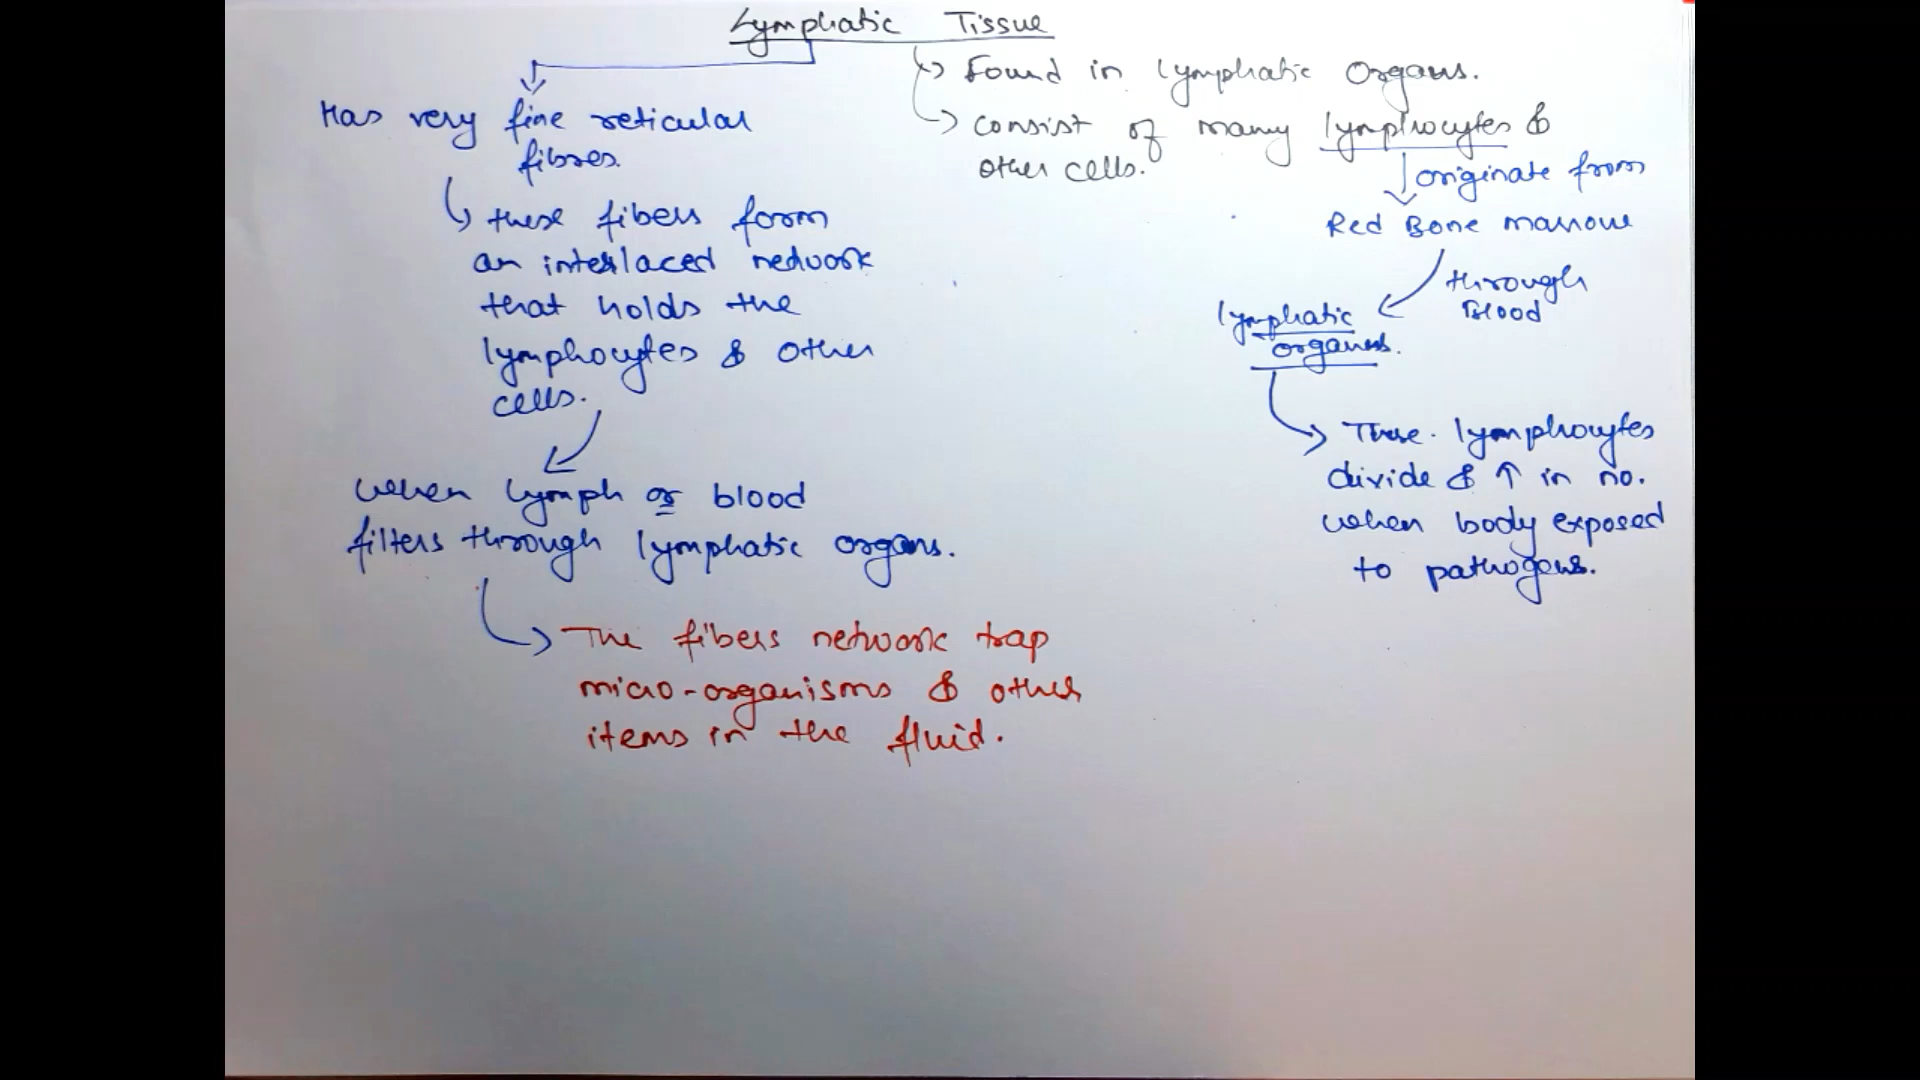 Lymphatic Tissue
Has very fine reticular
fibres.
these fibers form
an interlaced network
that holds the
lymphocytes & other
cells.
when lymph or blood
filters through lymphatic organs.
The fibers network trap
micro-organisms & other
items in the fluid.
Found in lymphatic organs.
consist of many lymphocytes &
other cells.
originate from
Red Bone marrow
through
Blood
lymphatic
organs.
These lymphocytes
divide & ↑ in no.
when body exposed
to pathogens.